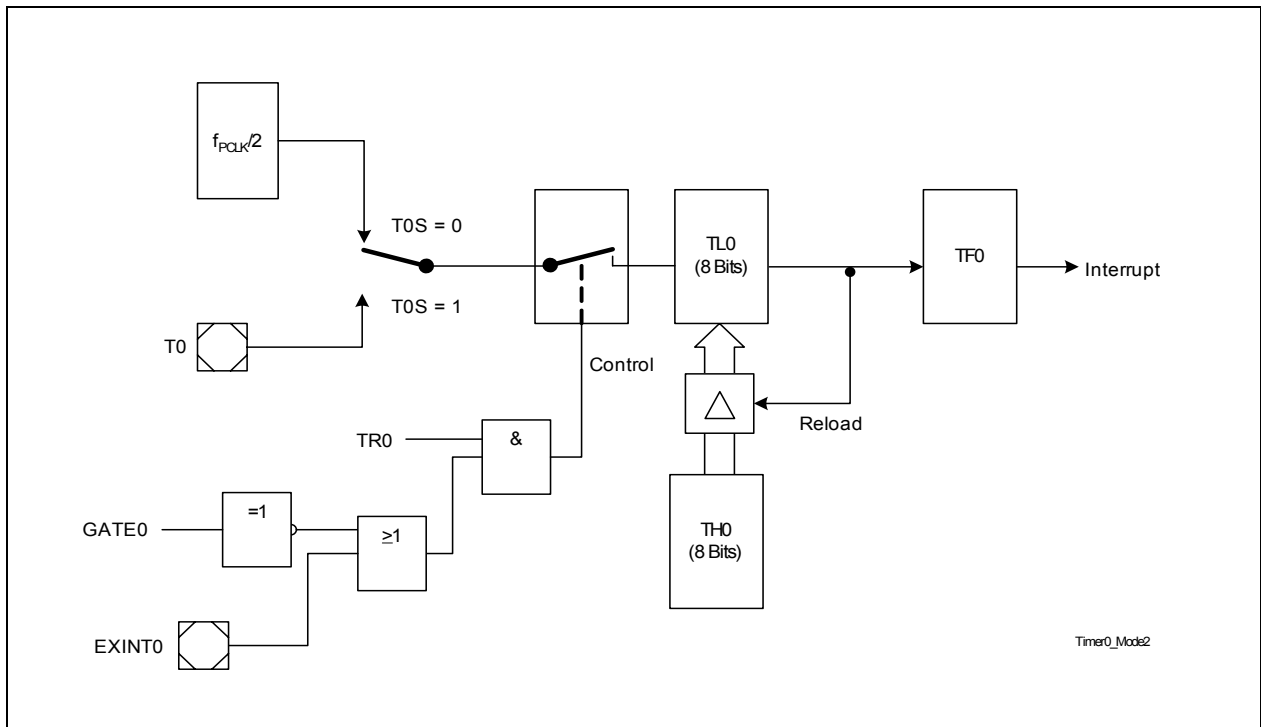 fPCLK/2
T0S = 0
TL0
(8 Bits)
TF0
Interrupt
T0S = 1
T0
Control
Reload
TR0
&
=1
GATE0
≥1
TH0
(8 Bits)
EXINT0
Timer0_Mode2